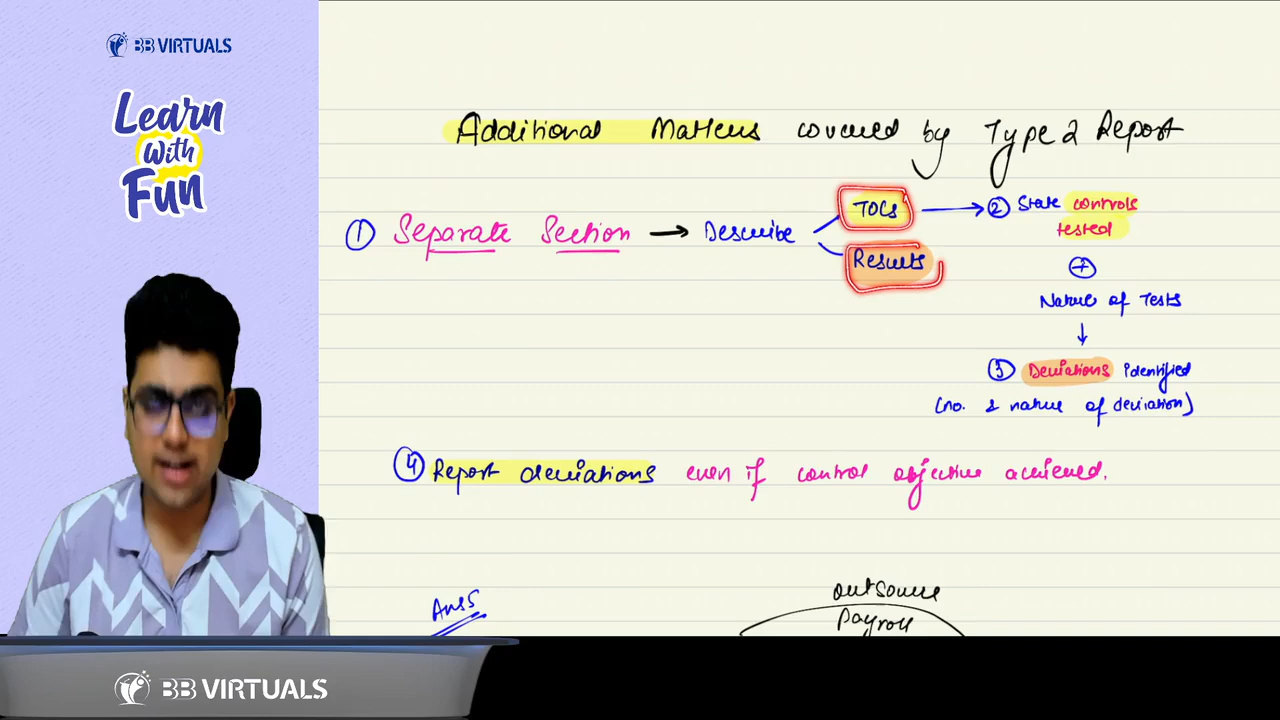 BB VIRTUALS
Learn
With
Fun
Additional Matters covered by Type 2 Report
① Separate Section → Describe
TOCs → ② State controls
tested
Results
+
Nature of Tests
↓
③ Deviations identified
(no. & nature of deviation)
④ Report deviations even if control objective achieved.
Ans5
outsource
Payroll
BB VIRTUALS